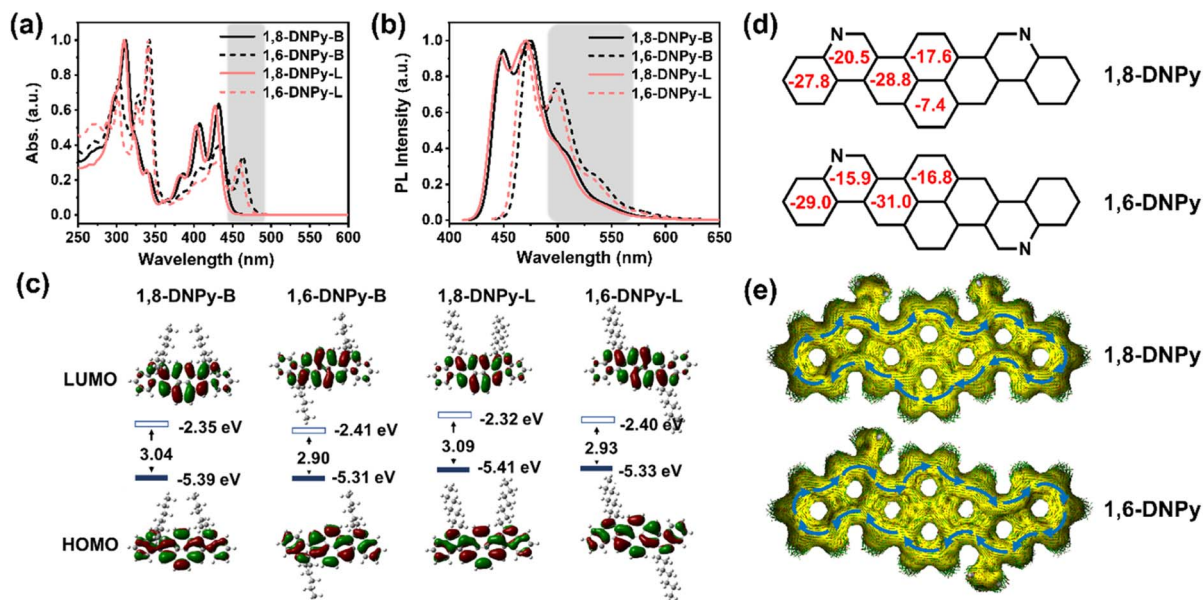 (a)
1,8-DNPy-B
1,6-DNPy-B
1,8-DNPy-L
1,6-DNPy-L
Abs. (a.u.)
1.0
0.8
0.6
0.4
0.2
0.0
250 300 350 400 450 500 550 600
Wavelength (nm)
(b)
1,8-DNPy-B
1,6-DNPy-B
1,8-DNPy-L
1,6-DNPy-L
PL Intensity (a.u.)
1.0
0.8
0.6
0.4
0.2
0.0
400 450 500 550 600 650
Wavelength (nm)
(c)
1,8-DNPy-B 1,6-DNPy-B 1,8-DNPy-L 1,6-DNPy-L
LUMO
-2.35 eV -2.41 eV -2.32 eV -2.40 eV
3.04 2.90 3.09 2.93
-5.39 eV -5.31 eV -5.41 eV -5.33 eV
HOMO
(d)
N N
-20.5 -17.6
-27.8 -28.8
-7.4
1,8-DNPy
N
-15.9 -16.8
-29.0 -31.0
N
1,6-DNPy
(e)
1,8-DNPy
1,6-DNPy